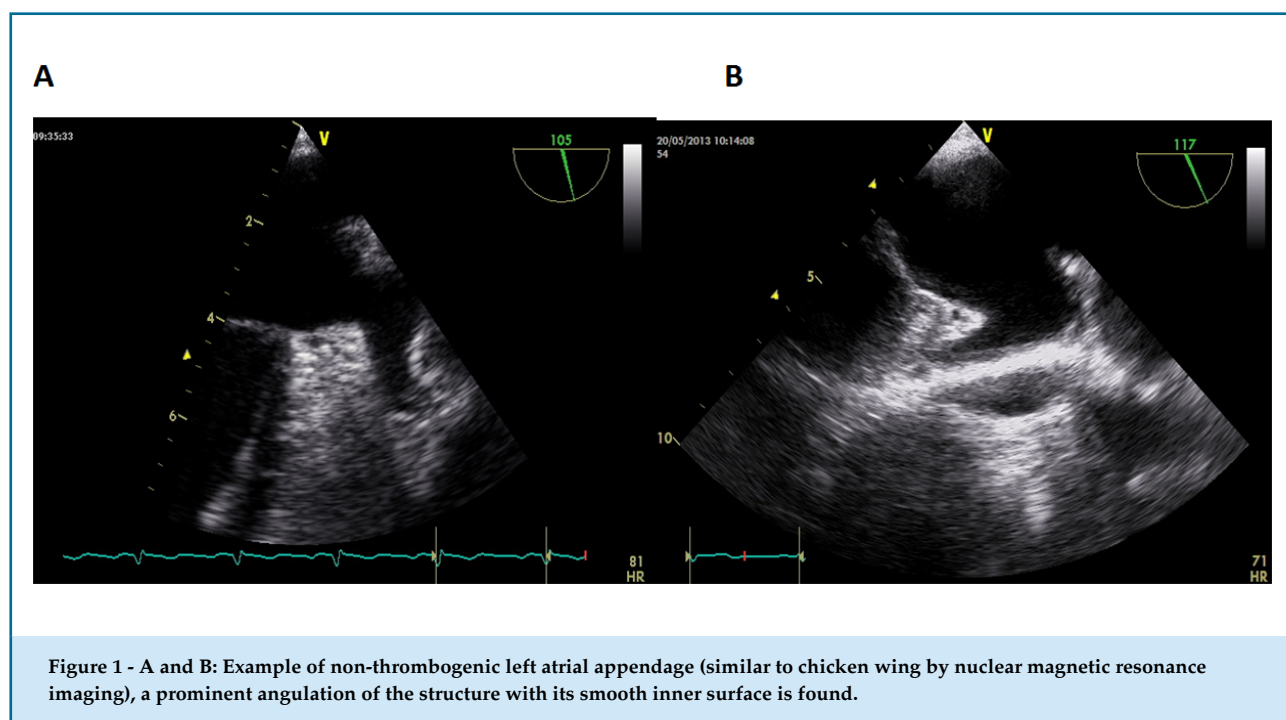 A
B
09:35:33
V
105
2
4
6
81
HR
20/05/2013 10:14:08
54
V
117
5
10
71
HR
Figure 1 - A and B: Example of non-thrombogenic left atrial appendage (similar to chicken wing by nuclear magnetic resonance
imaging), a prominent angulation of the structure with its smooth inner surface is found.